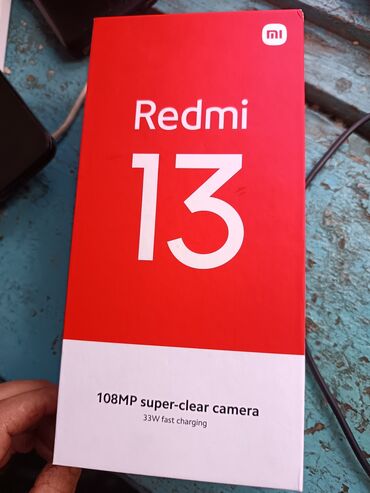 mi
Redmi
13
108MP super-clear camera
33W fast charging